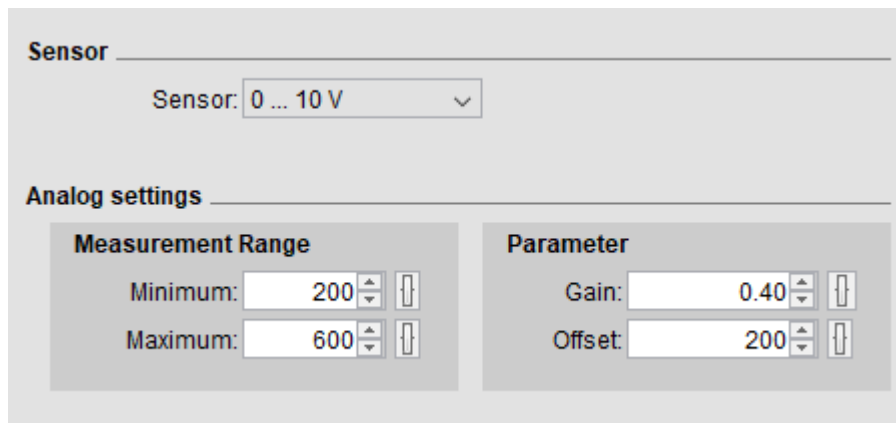 Sensor
Sensor: 0 ... 10 V
Analog settings
Measurement Range
Minimum: 200
Maximum: 600
Parameter
Gain: 0.40
Offset: 200